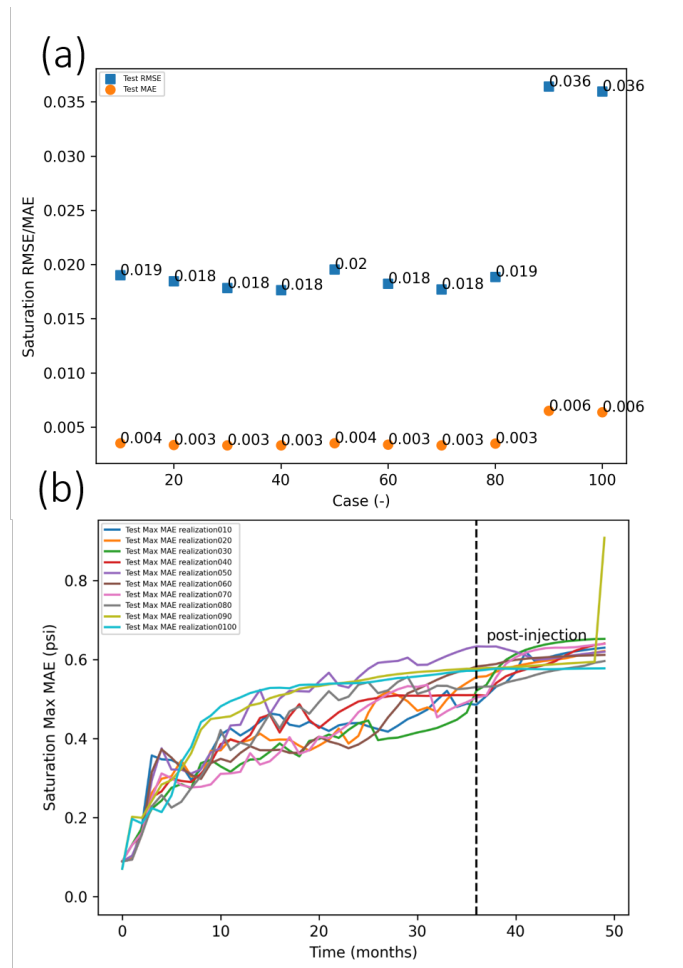 (a)
Test RMSE
Test MAE
0.035
0.030
0.025
0.020
0.015
0.010
0.005
Saturation RMSE/MAE
0.019
0.018
0.018
0.018
0.02
0.018
0.018
0.019
0.036
0.036
0.004
0.003
0.003
0.003
0.004
0.003
0.003
0.003
0.006
0.006
20
40
60
80
100
Case (-)
(b)
Test Max MAE realization010
Test Max MAE realization020
Test Max MAE realization030
Test Max MAE realization040
Test Max MAE realization050
Test Max MAE realization060
Test Max MAE realization070
Test Max MAE realization080
Test Max MAE realization090
Test Max MAE realization0100
0.8
0.6
0.4
0.2
0.0
Saturation Max MAE (psi)
post-injection
0
10
20
30
40
50
Time (months)